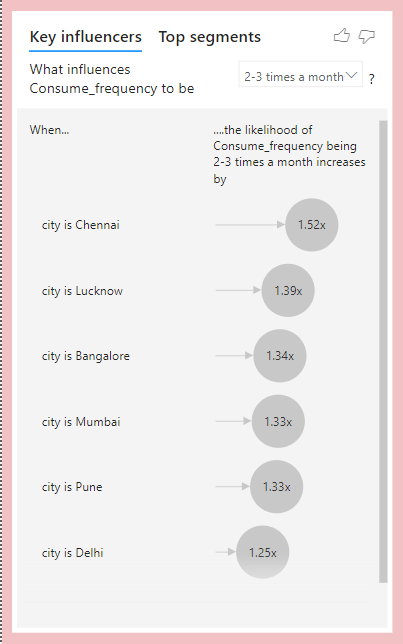 Key influencers Top segments
What influences
Consume_frequency to be
2-3 times a month
?
When...
....the likelihood of
Consume_frequency being
2-3 times a month increases
by
city is Chennai 1.52x
city is Lucknow 1.39x
city is Bangalore 1.34x
city is Mumbai 1.33x
city is Pune 1.33x
city is Delhi 1.25x